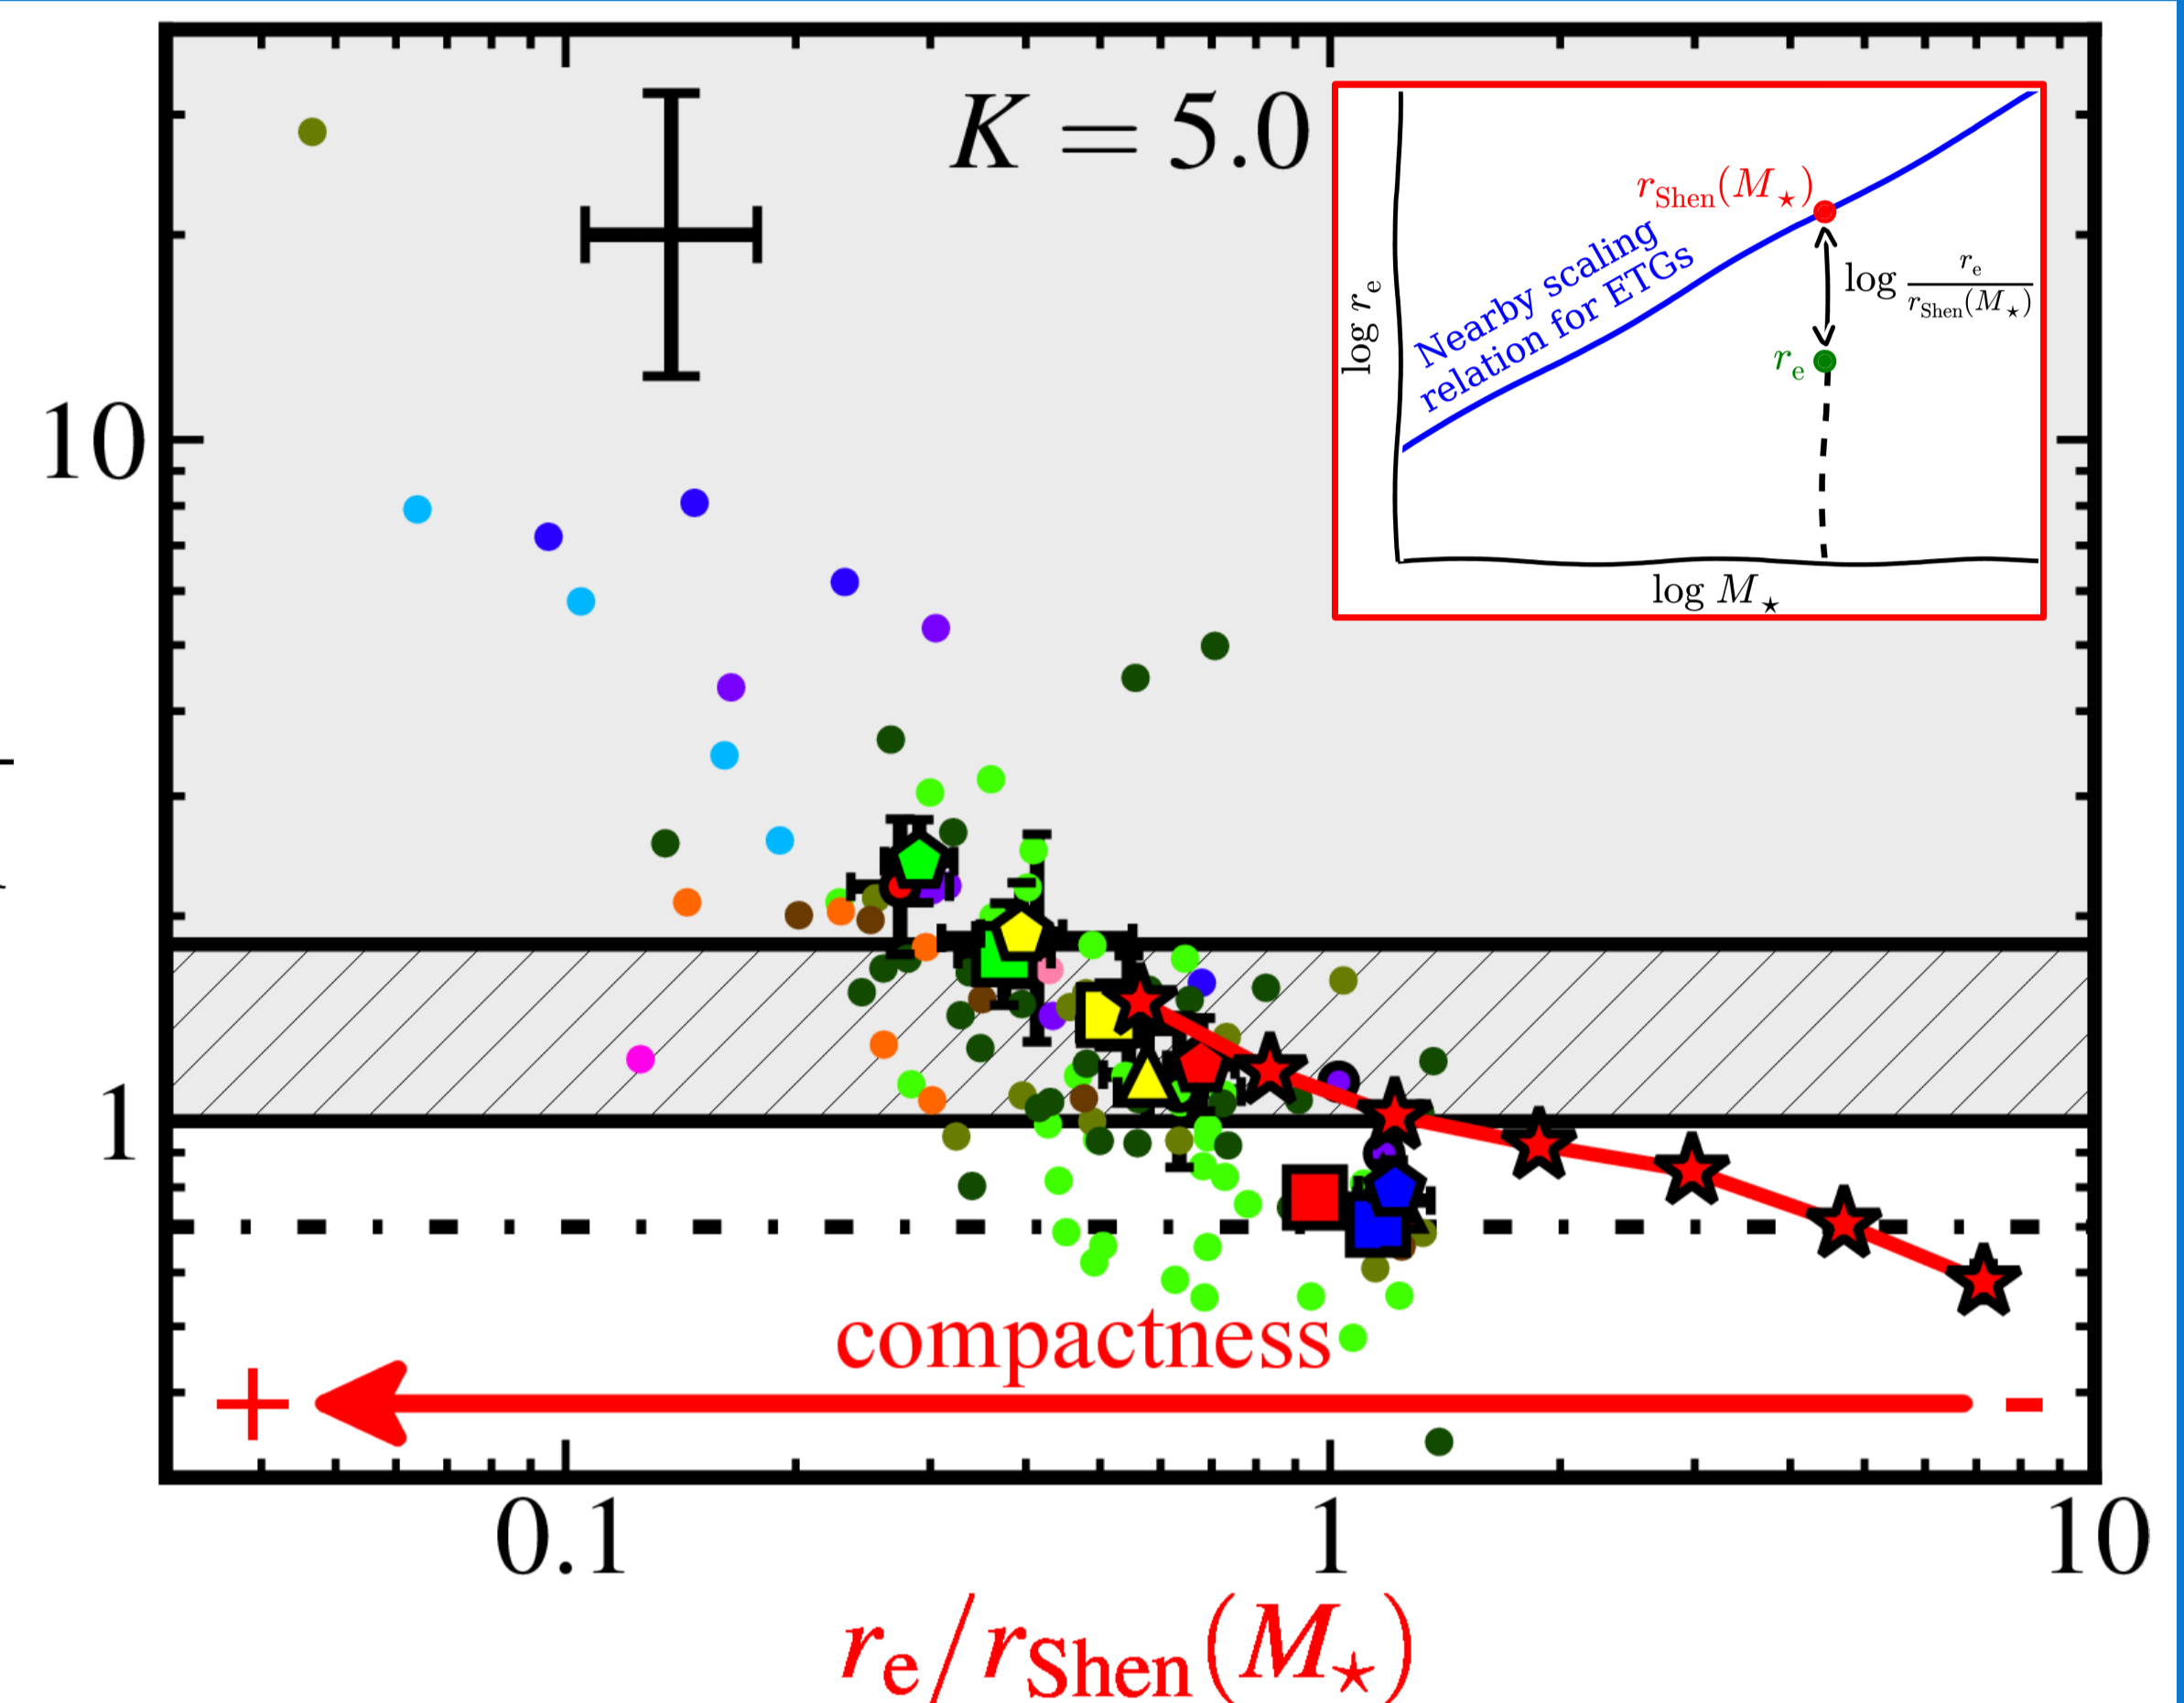 K = 5.0
r_Shen(M_⋆)
Nearby scaling
relation for ETGs
log r_e / r_Shen(M_⋆)
r_e
log r_e
log M_⋆
10
1
compactness
+ -
0.1 1 10
r_e/r_Shen(M_⋆)